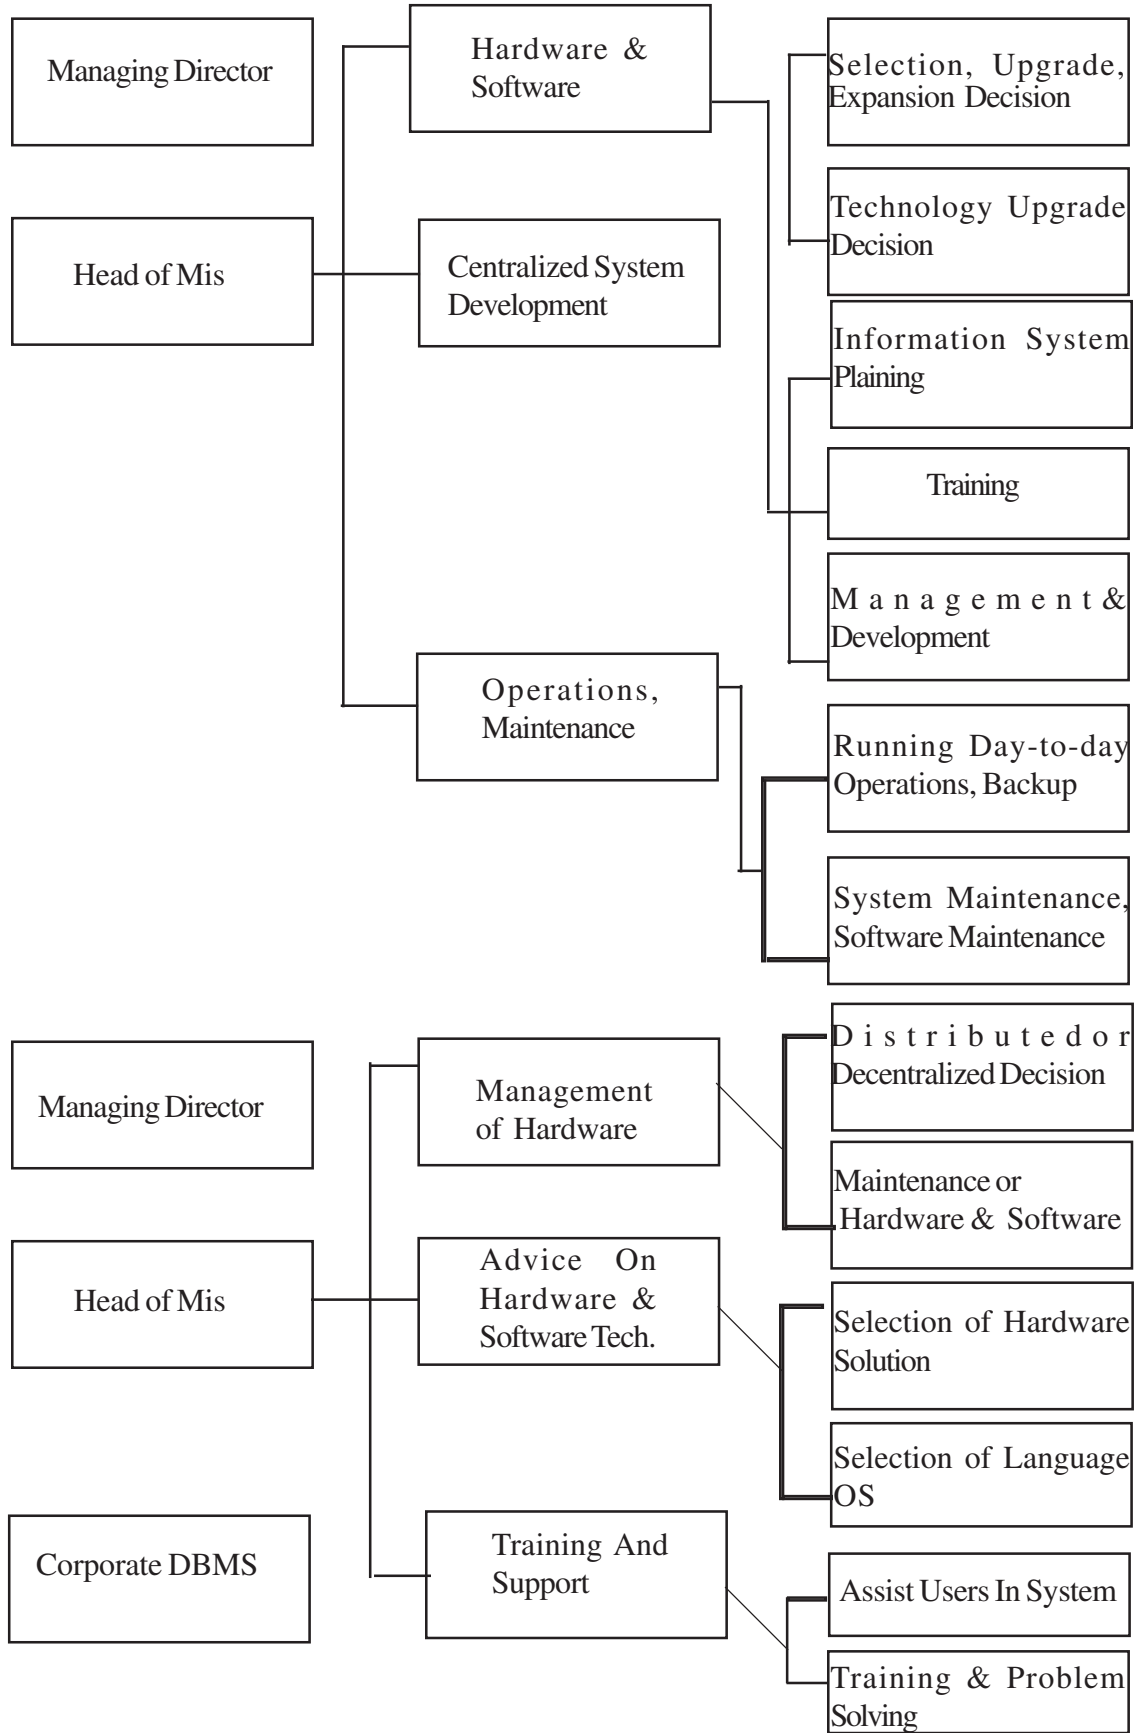 Managing Director
Hardware &
Software
Selection, Upgrade,
Expansion Decision
Technology Upgrade
Decision
Head of Mis
Centralized System
Development
Information System
Plaining
Training
Management &
Development
Operations,
Maintenance
Running Day-to-day
Operations, Backup
System Maintenance,
Software Maintenance
Managing Director
Management
of Hardware
Distributedor
Decentralized Decision
Maintenance or
Hardware & Software
Head of Mis
Advice On
Hardware &
Software Tech.
Selection of Hardware
Solution
Selection of Language
OS
Corporate DBMS
Training And
Support
Assist Users In System
Training & Problem
Solving